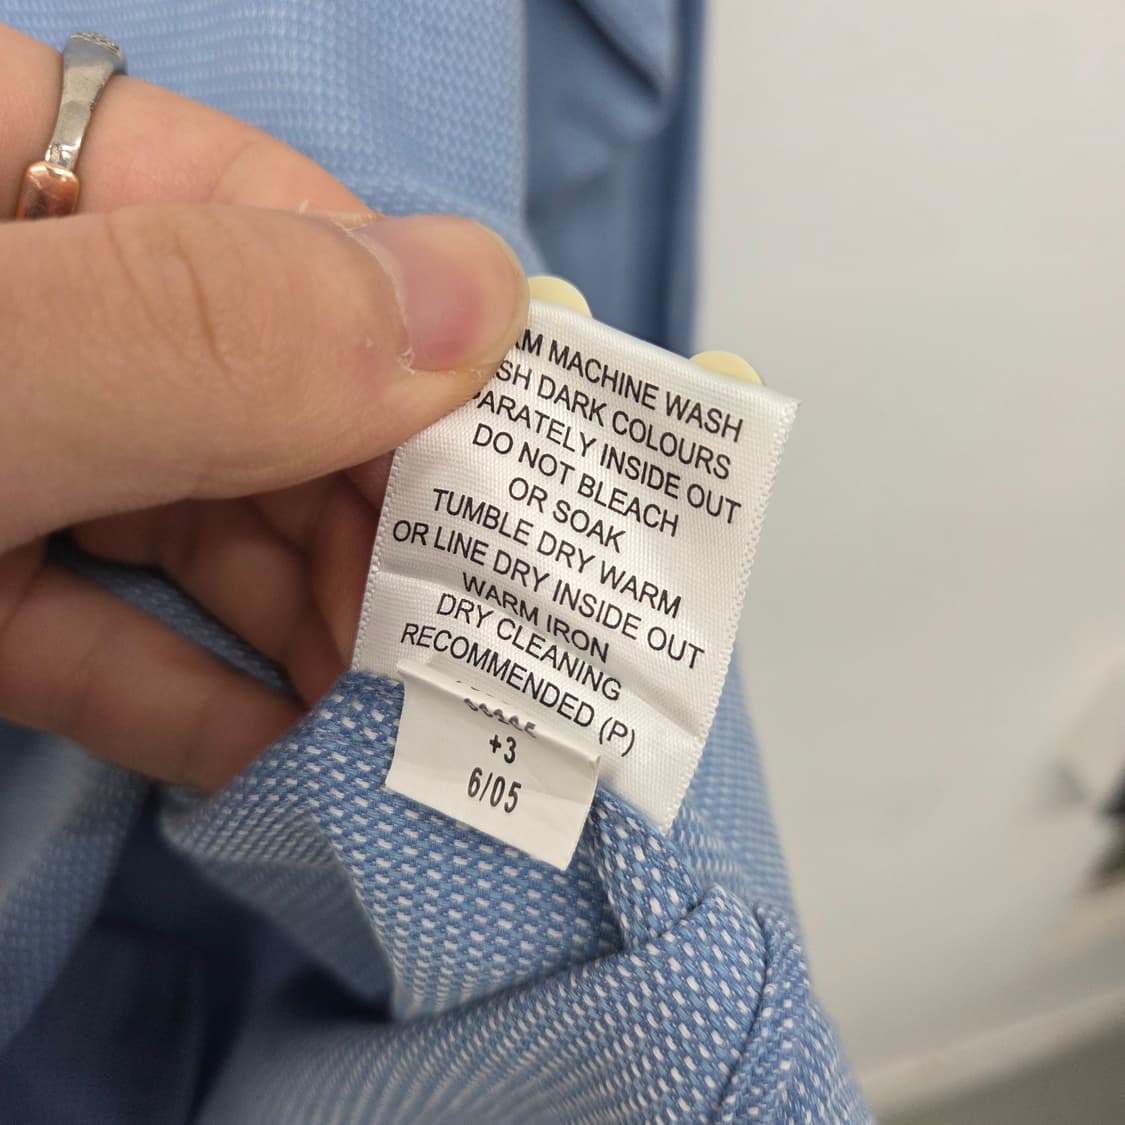 M MACHINE WASH
SH DARK COLOURS
ARATELY INSIDE OUT
DO NOT BLEACH
OR SOAK
TUMBLE DRY WARM
OR LINE DRY INSIDE OUT
WARM IRON
DRY CLEANING
RECOMMENDED (P)
+3
6/05